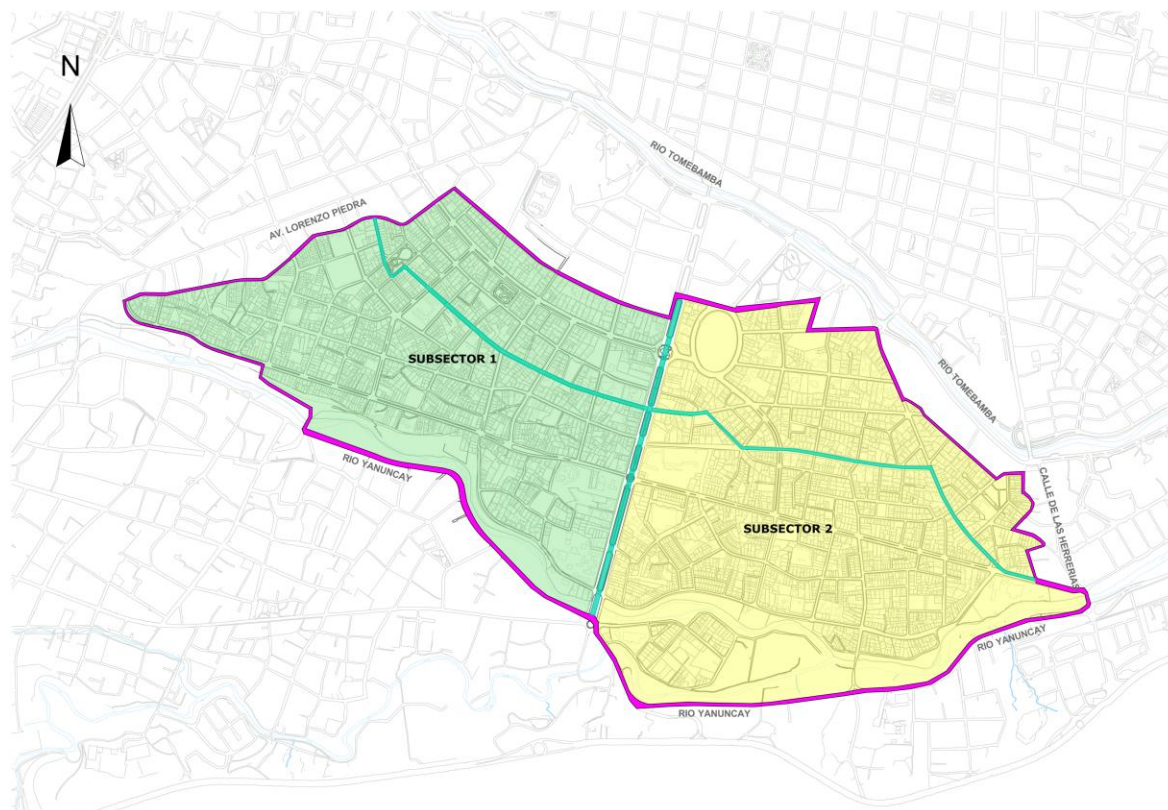 N
RIO TOMEBAMBA
AV. LORENZO PIEDRA
SUBSECTOR 1
RIO TOMEBAMBA
RIO YANUNCAY
CALLE DE LAS HERRERIAS
SUBSECTOR 2
RIO YANUNCAY
RIO YANUNCAY